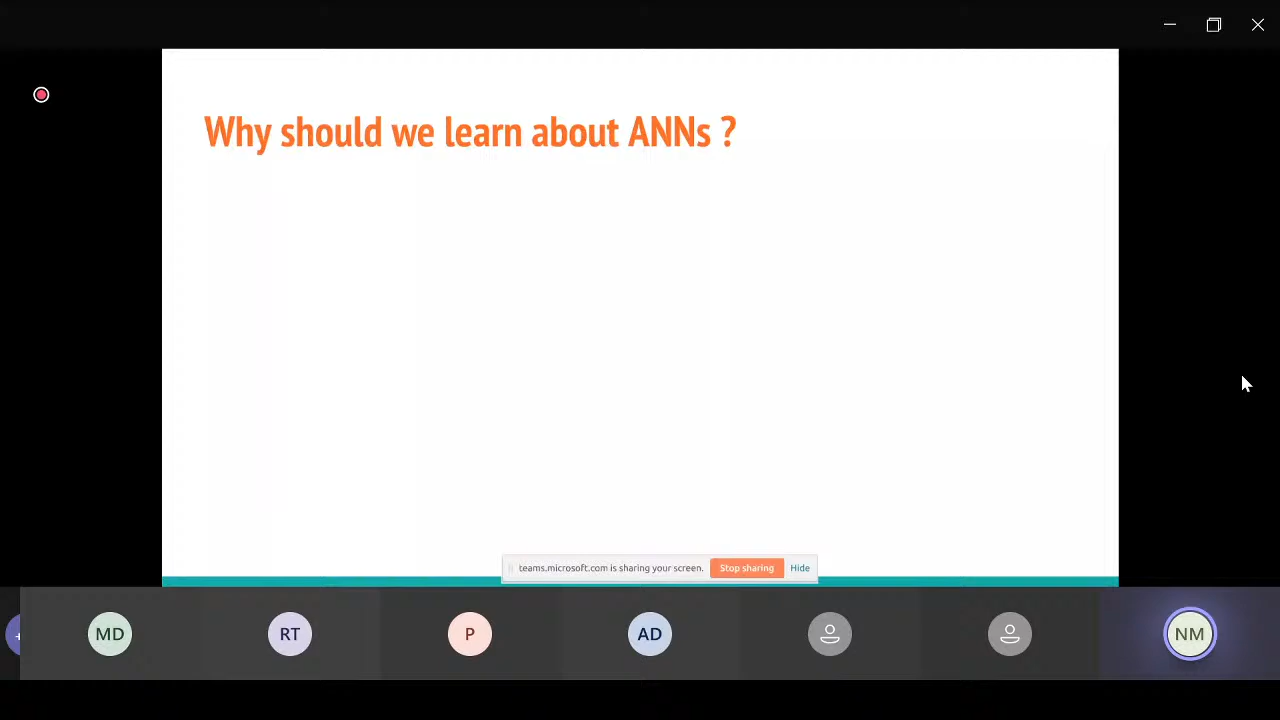 Why should we learn about ANNs ?
teams.microsoft.com is sharing your screen. Stop sharing Hide
MD RT P AD NM